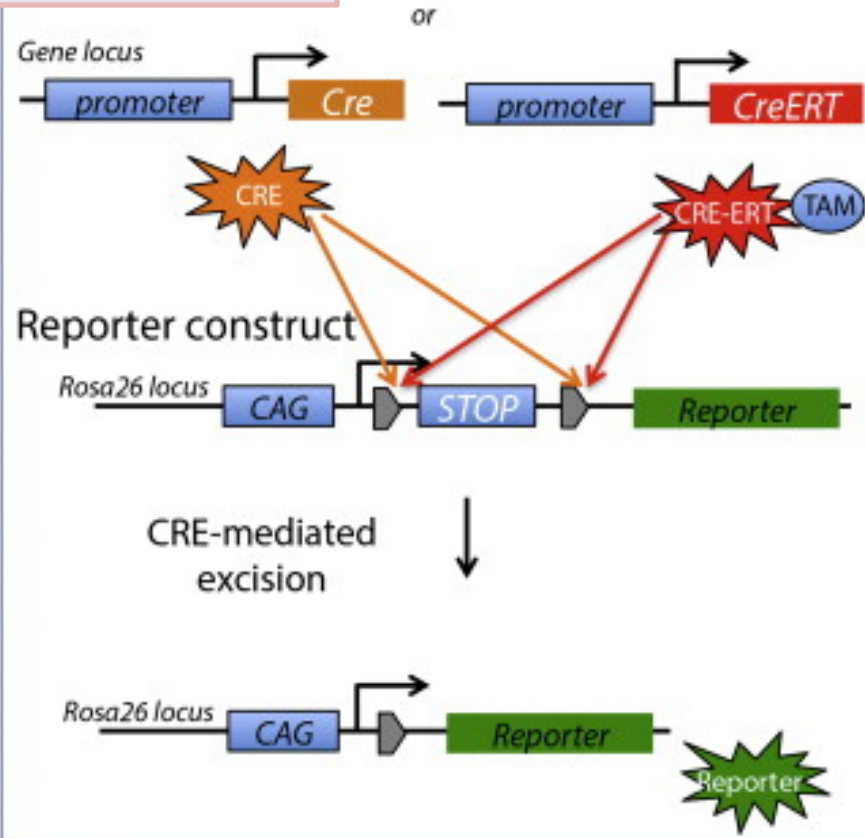 or
Gene locus
promoter Cre promoter CreERT
CRE CRE-ERT TAM
Reporter construct
Rosa26 locus CAG STOP Reporter
CRE-mediated
excision
Rosa26 locus CAG Reporter
Reporter